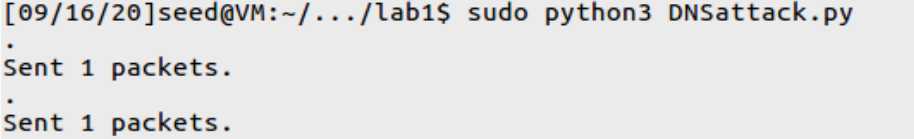 [09/16/20]seed@VM:~/.../lab1$ sudo python3 DNSattack.py
.
Sent 1 packets.
.
Sent 1 packets.